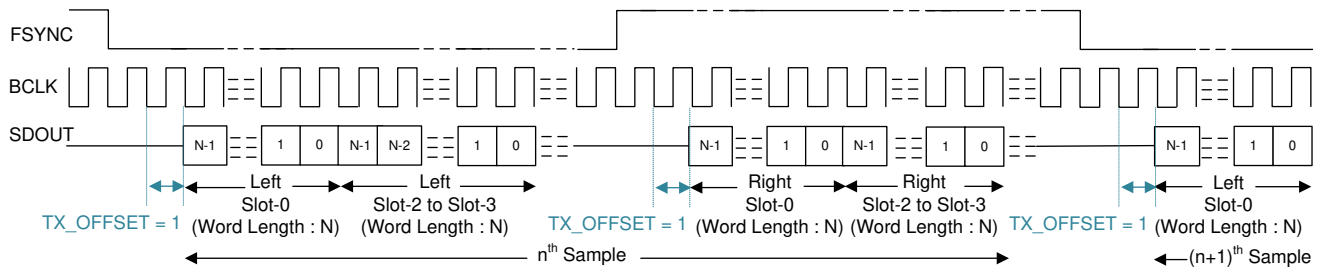 FSYNC
BCLK
SDOUT
N-1 1 0 N-1 N-2 1 0 N-1 1 0 N-1 1 0 N-1 1 0
Left Left Right Right Left
Slot-0 Slot-2 to Slot-3 Slot-0 Slot-2 to Slot-3 Slot-0
TX_OFFSET = 1 (Word Length : N) (Word Length : N) TX_OFFSET = 1 (Word Length : N) (Word Length : N) TX_OFFSET = 1 (Word Length : N)
nth Sample (n+1)th Sample